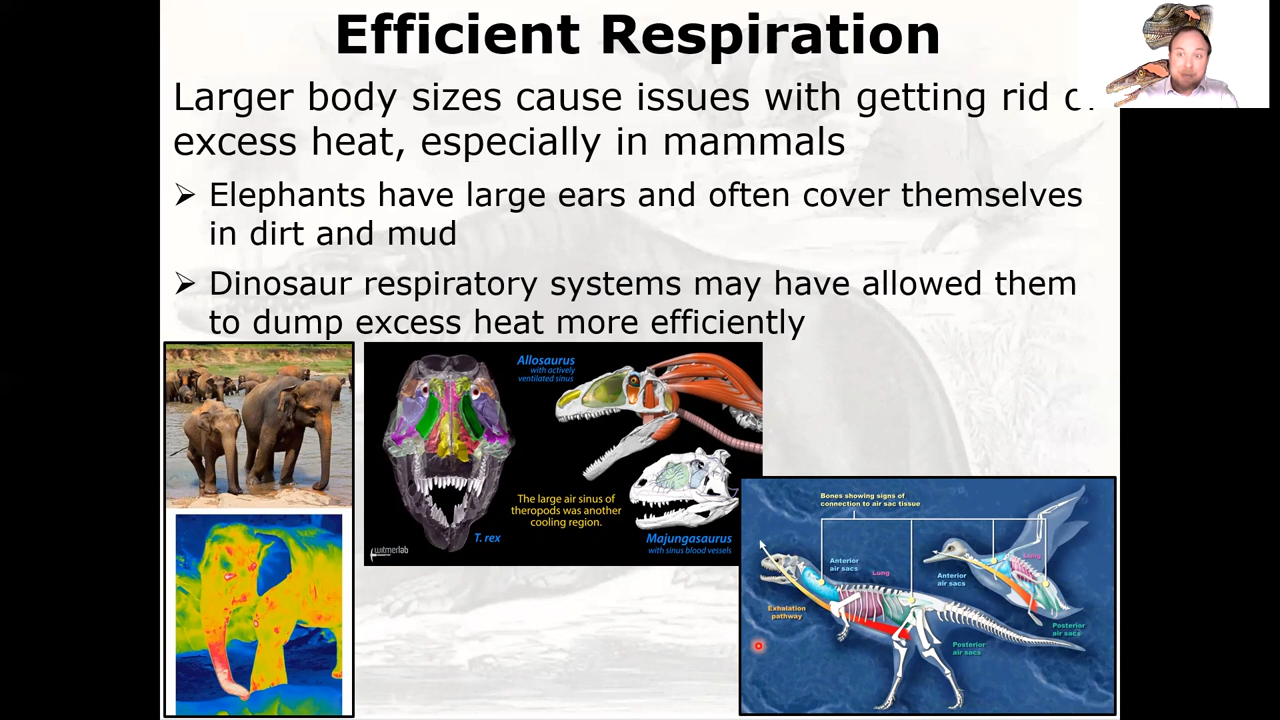 Efficient Respiration
Larger body sizes cause issues with getting rid
excess heat, especially in mammals
➢ Elephants have large ears and often cover themselves
in dirt and mud
➢ Dinosaur respiratory systems may have allowed them
to dump excess heat more efficiently
Allosaurus
with actively
ventilated sinus
The large air sinus of
theropods was another
cooling region.
T. rex
Majungasaurus
with sinus blood vessels
witmerlab
Bones showing signs of
connection to air sac tissue
Anterior
air sacs
Lung
Exhalation
pathway
Anterior
air sacs
Lung
Posterior
air sacs
Posterior
air sacs